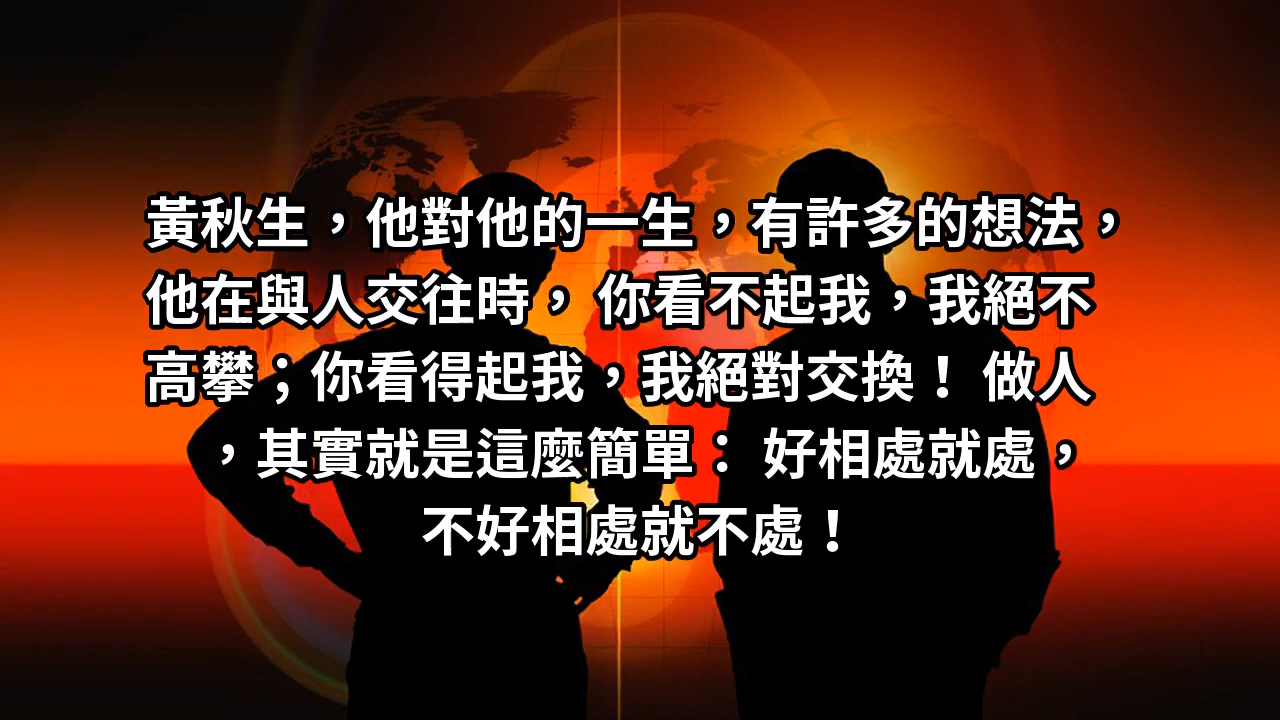 黃秋生，他對他的一生，有許多的想法，
他在與人交往時， 你看不起我，我絕不
高攀；你看得起我，我絕對交換！ 做人
，其實就是這麼簡單： 好相處就處，
不好相處就不處！